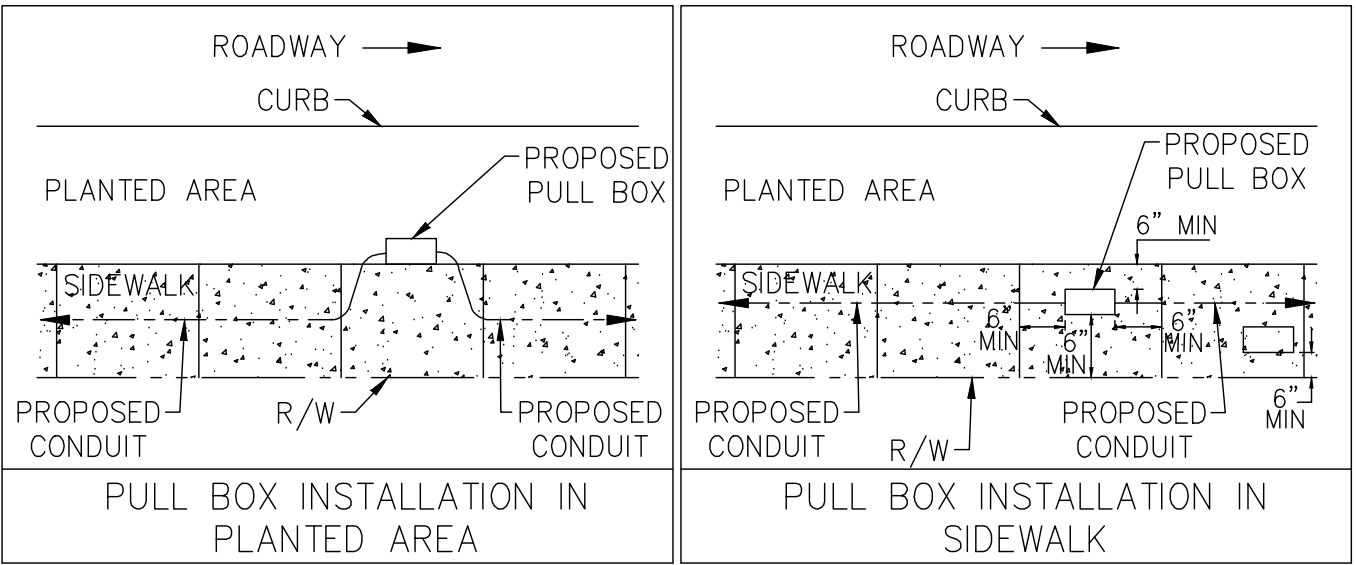 ROADWAY
CURB
PROPOSED
PULL BOX
PLANTED AREA
SIDEWALK
PROPOSED
CONDUIT
R/W
PROPOSED
CONDUIT
PULL BOX INSTALLATION IN
PLANTED AREA
ROADWAY
CURB
PROPOSED
PULL BOX
PLANTED AREA
6” MIN
SIDEWALK
6”
MIN
6”
MIN
6”
MIN
6”
MIN
PROPOSED
CONDUIT
R/W
PROPOSED
CONDUIT
PULL BOX INSTALLATION IN
SIDEWALK